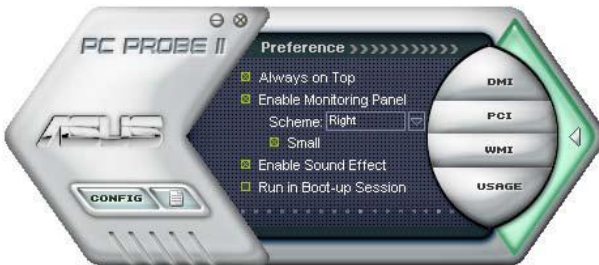 PC PROBE II
ASUS
CONFIG
Preference
Always on Top
Enable Monitoring Panel
Scheme: Right
Small
Enable Sound Effect
Run in Boot-up Session
DMI
PCI
WMI
USAGE